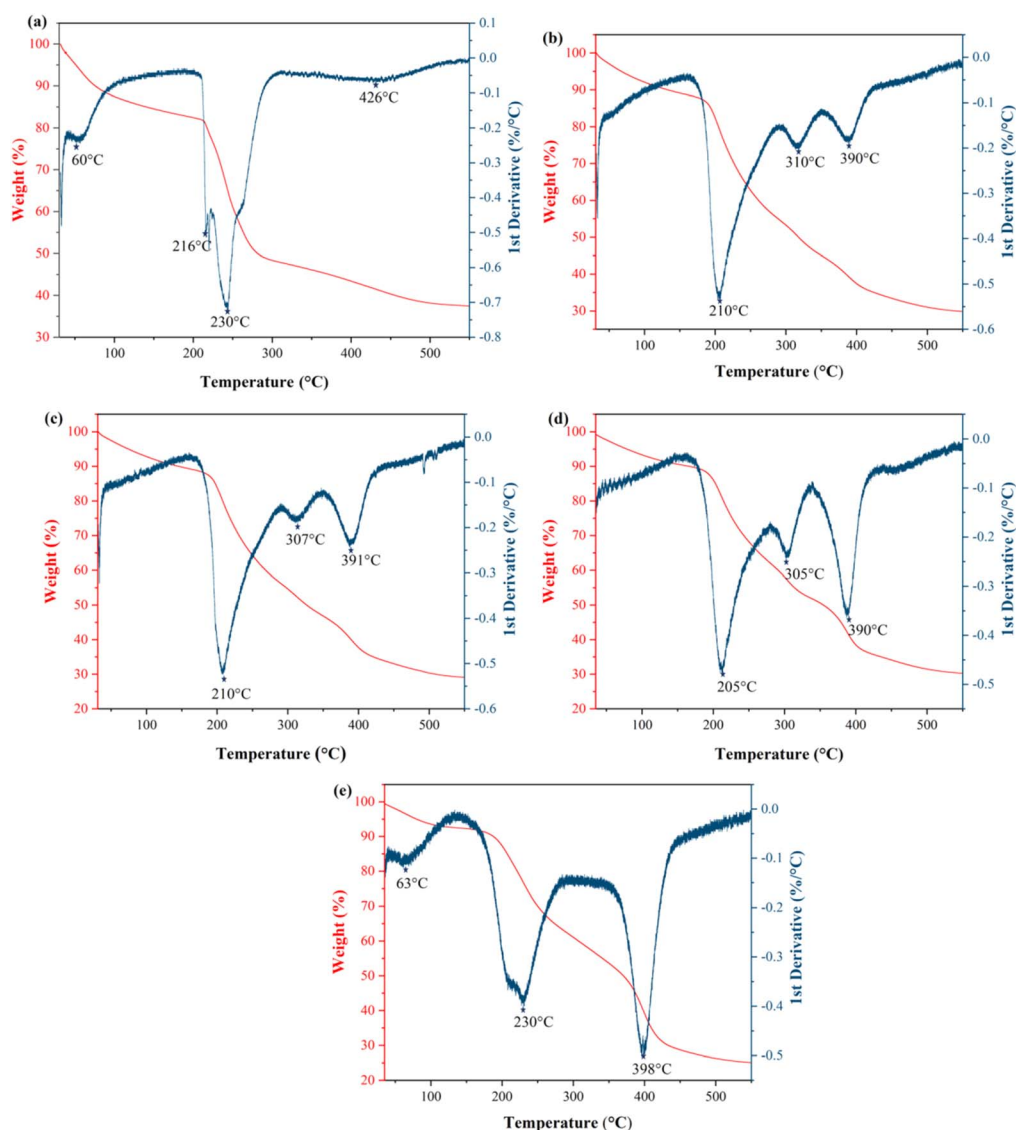 (a)
100
90
80
70
60
50
40
30
Weight (%)
0.1
0.0
-0.1
-0.2
-0.3
-0.4
-0.5
-0.6
-0.7
-0.8
1st Derivative (%/°C)
60°C
216°C
230°C
426°C
100
200
300
400
500
Temperature (°C)
(b)
100
90
80
70
60
50
40
30
Weight (%)
0.0
-0.1
-0.2
-0.3
-0.4
-0.5
-0.6
1st Derivative (%/°C)
210°C
310°C
390°C
100
200
300
400
500
Temperature (°C)
(c)
100
90
80
70
60
50
40
30
20
Weight (%)
0.0
-0.1
-0.2
-0.3
-0.4
-0.5
-0.6
1st Derivative (%/°C)
210°C
307°C
391°C
100
200
300
400
500
Temperature (°C)
(d)
100
90
80
70
60
50
40
30
20
Weight (%)
0.0
-0.1
-0.2
-0.3
-0.4
-0.5
1st Derivative (%/°C)
205°C
305°C
390°C
100
200
300
400
500
Temperature (°C)
(e)
100
90
80
70
60
50
40
30
20
Weight (%)
0.0
-0.1
-0.2
-0.3
-0.4
-0.5
1st Derivative (%/°C)
63°C
230°C
398°C
100
200
300
400
500
Temperature (°C)